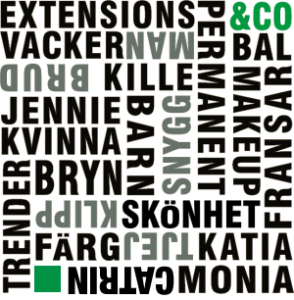 EXTENSIONS &CO
VACKER MAN BAL
BRUD KILLE
PERMANENT
MAKEUP
FRANSAR
JENNIE
BARN
SNYGG
KVINNA
BRYN
TRENDER
KLIPP SKÖNHET
FÄRG TJEJ KATIA
CATRIN MONIA